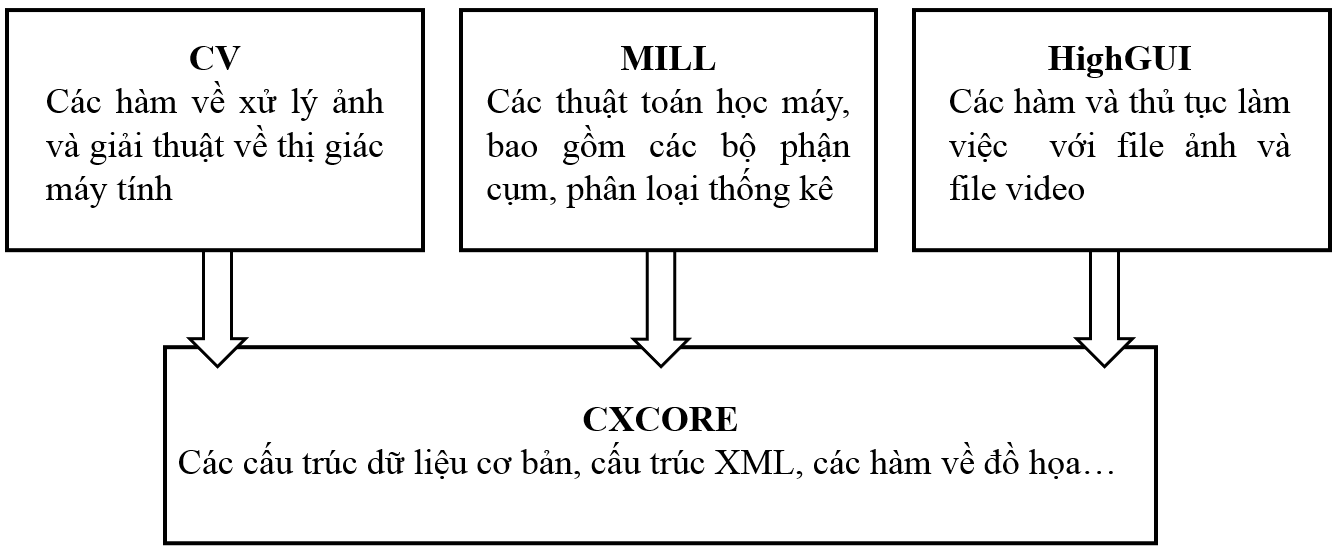 CV
Các hàm về xử lý ảnh
và giải thuật về thị giác
máy tính
MILL
Các thuật toán học máy,
bao gồm các bộ phận
cụm, phân loại thống kê
HighGUI
Các hàm và thủ tục làm
việc với file ảnh và
file video
CXCORE
Các cấu trúc dữ liệu cơ bản, cấu trúc XML, các hàm về đồ họa…